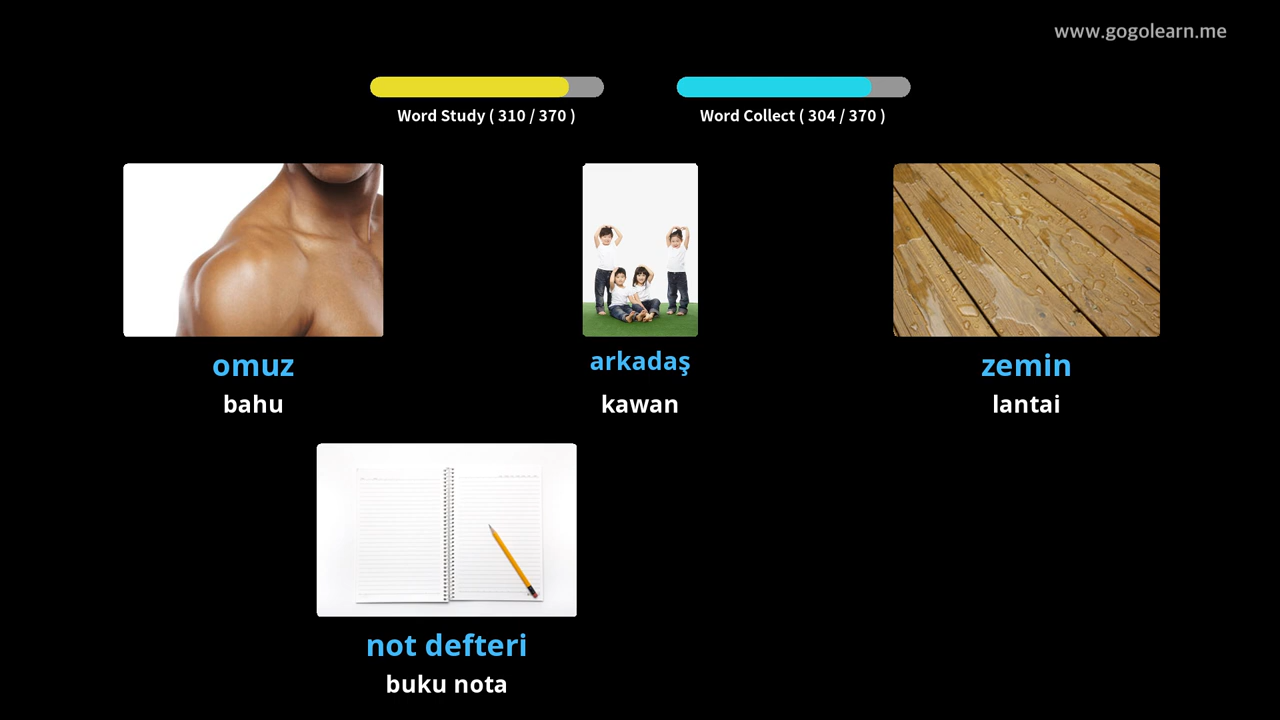 www.gogolearn.me
Word Study ( 310 / 370 )
Word Collect ( 304 / 370 )
omuz
arkadaş
zemin
bahu
kawan
lantai
not defteri
buku nota